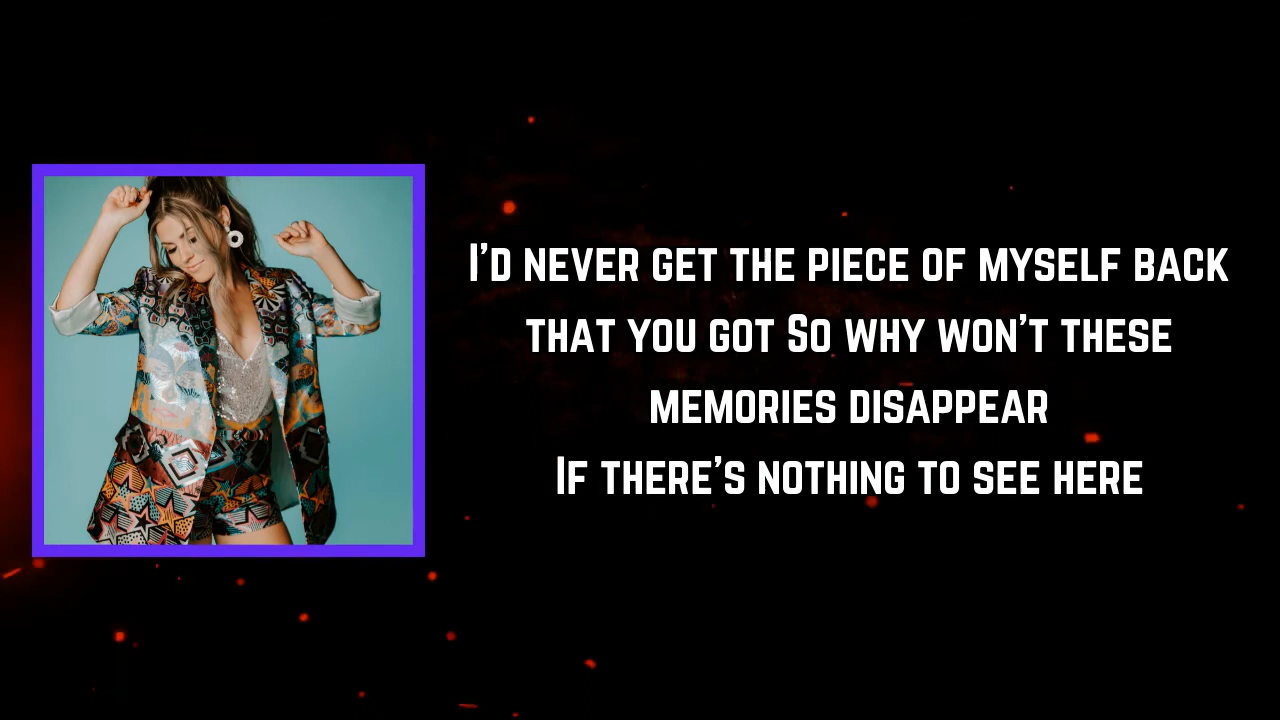 I'd never get the piece of myself back
that you got So why won't these
memories disappear
If there's nothing to see here